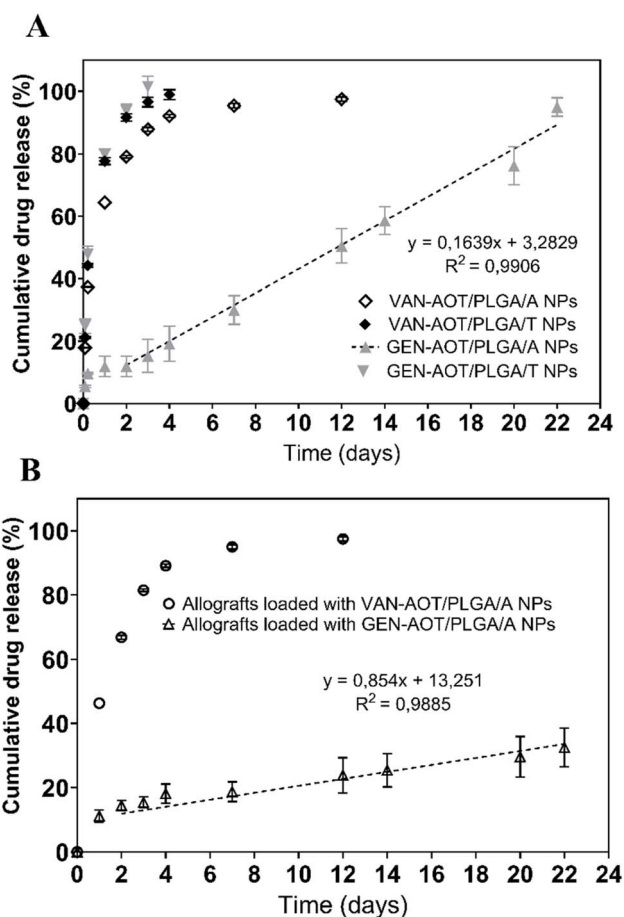 A
Cumulative drug release (%)
100
80
60
40
20
0
y = 0,1639x + 3,2829
R2 = 0,9906
VAN-AOT/PLGA/A NPs
VAN-AOT/PLGA/T NPs
GEN-AOT/PLGA/A NPs
GEN-AOT/PLGA/T NPs
0 2 4 6 8 10 12 14 16 18 20 22 24
Time (days)
B
Cumulative drug release (%)
100
80
60
40
20
0
Allografts loaded with VAN-AOT/PLGA/A NPs
Allografts loaded with GEN-AOT/PLGA/A NPs
y = 0,854x + 13,251
R2 = 0,9885
0 2 4 6 8 10 12 14 16 18 20 22 24
Time (days)